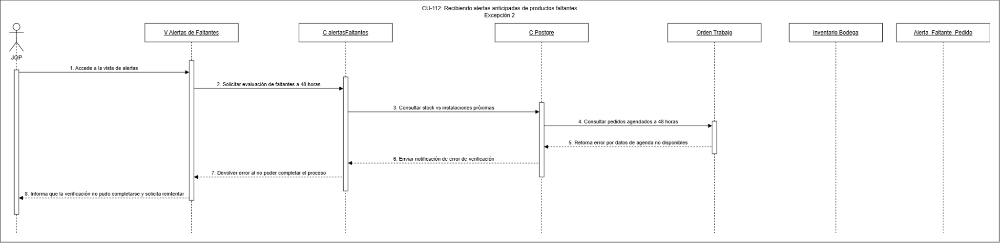 CU-112: Recibiendo alertas anticipadas de productos faltantes
Excepción 2
V Alertas de Faltantes
C alertasFaltantes
C Postgre
Orden Trabajo
Inventario Bodega
Alerta_Faltante_Pedido
JOP
1. Accede a la vista de alertas
2. Solicitar evaluación de faltantes a 48 horas
3. Consultar stock vs instalaciones próximas
4. Consultar pedidos agendados a 48 horas
5. Retorna error por datos de agenda no disponibles
6. Enviar notificación de error de verificación
7. Devolver error al no poder completar el proceso
8. Informa que la verificación no pudo completarse y solicita reintentar